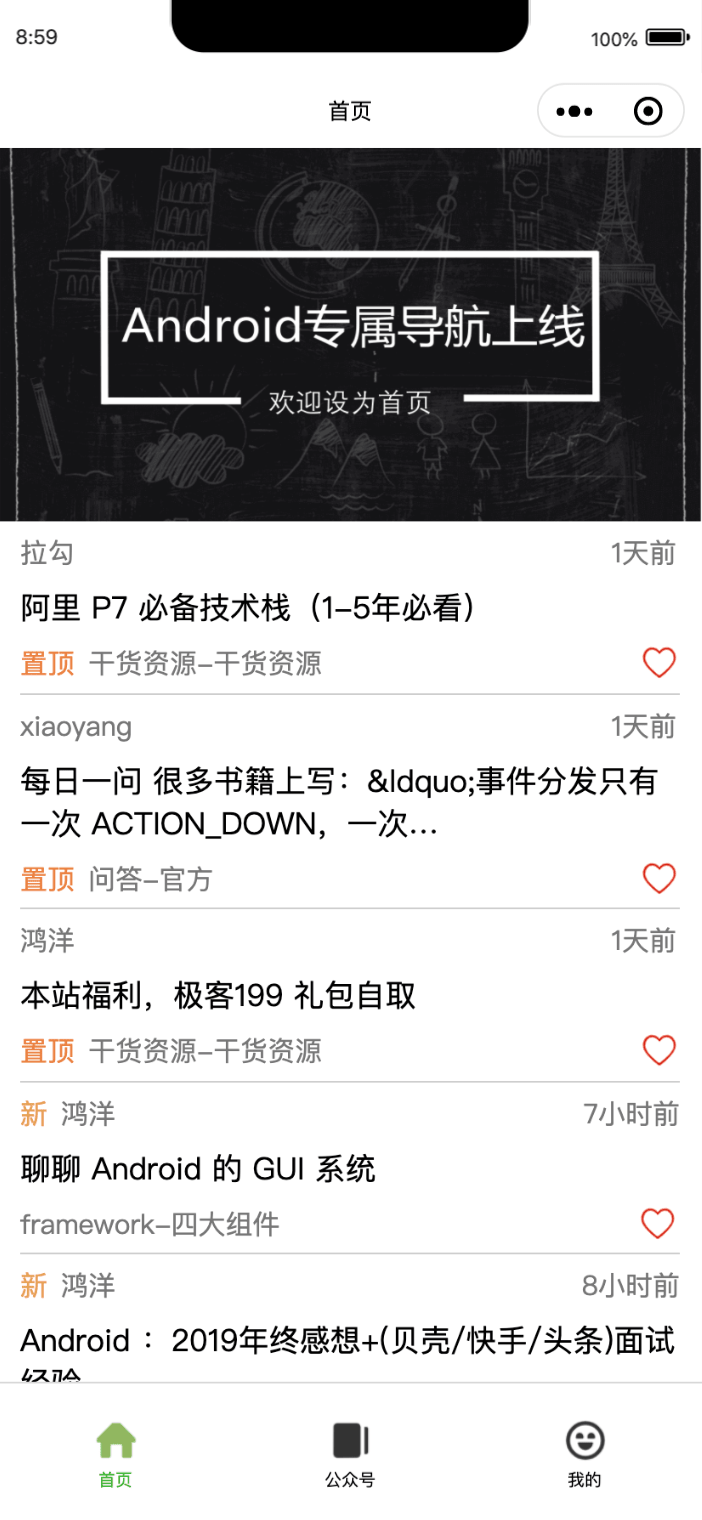 8:59
100%
首页
Android专属导航上线
欢迎设为首页
拉勾 1天前
阿里 P7 必备技术栈（1-5年必看）
置顶 干货资源-干货资源
xiaoyang 1天前
每日一问 很多书籍上写：&ldquo;事件分发只有
一次 ACTION_DOWN，一次...
置顶 问答-官方
鸿洋 1天前
本站福利，极客199 礼包自取
置顶 干货资源-干货资源
新 鸿洋 7小时前
聊聊 Android 的 GUI 系统
framework-四大组件
新 鸿洋 8小时前
Android ：2019年终感想+(贝壳/快手/头条)面试
经验
首页 公众号 我的